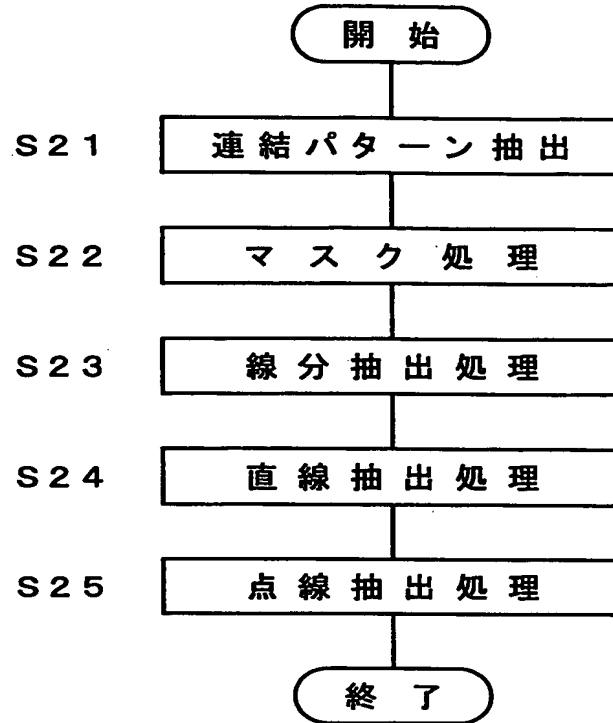 開始
S21 連結パターン抽出
S22 マスク処理
S23 線分抽出処理
S24 直線抽出処理
S25 点線抽出処理
終了